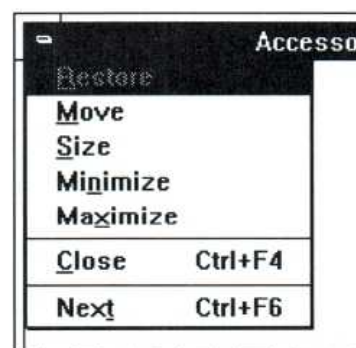 Accesso
Restore
Move
Size
Minimize
Maximize
Close Ctrl+F4
Next Ctrl+F6